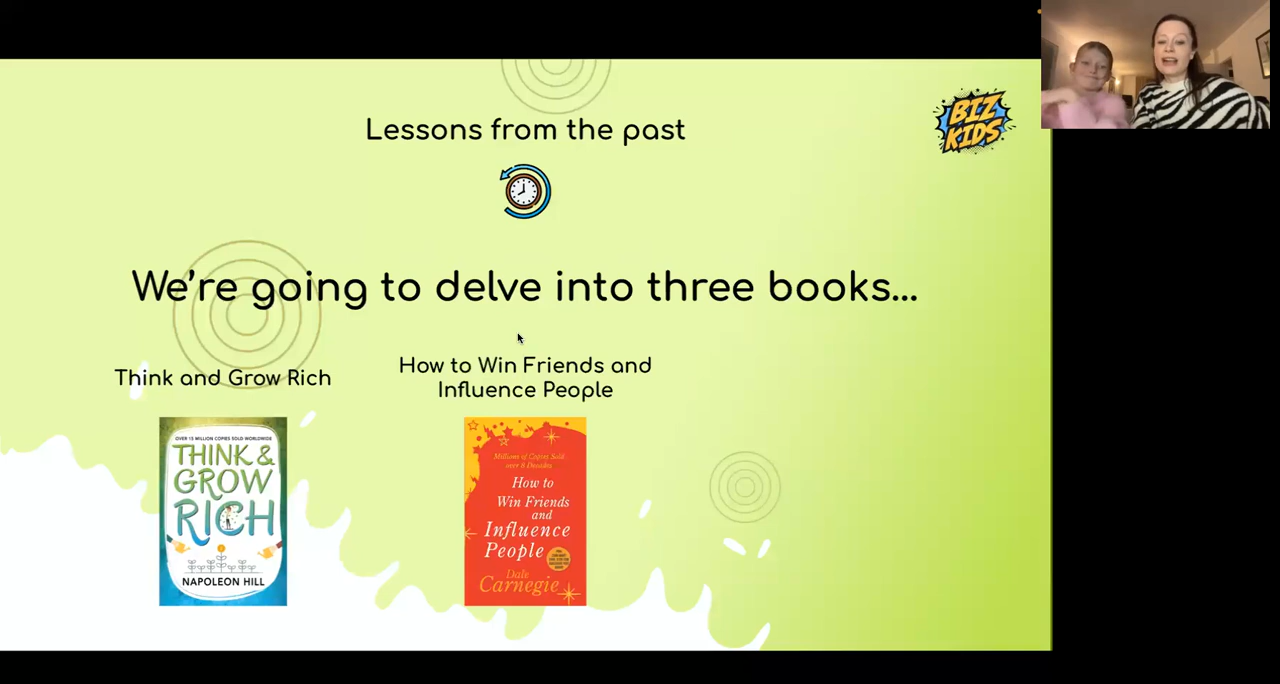 Lessons from the past
BIZ
KIDS
We're going to delve into three books...
Think and Grow Rich
How to Win Friends and
Influence People
OVER 15 MILLION COPIES SOLD WORLDWIDE
THINK &
GROW
RICH
NAPOLEON HILL
Millions of Copies Sold
over 8 Decades
How to
Win Friends
and
Influence
People
Dale
Carnegie